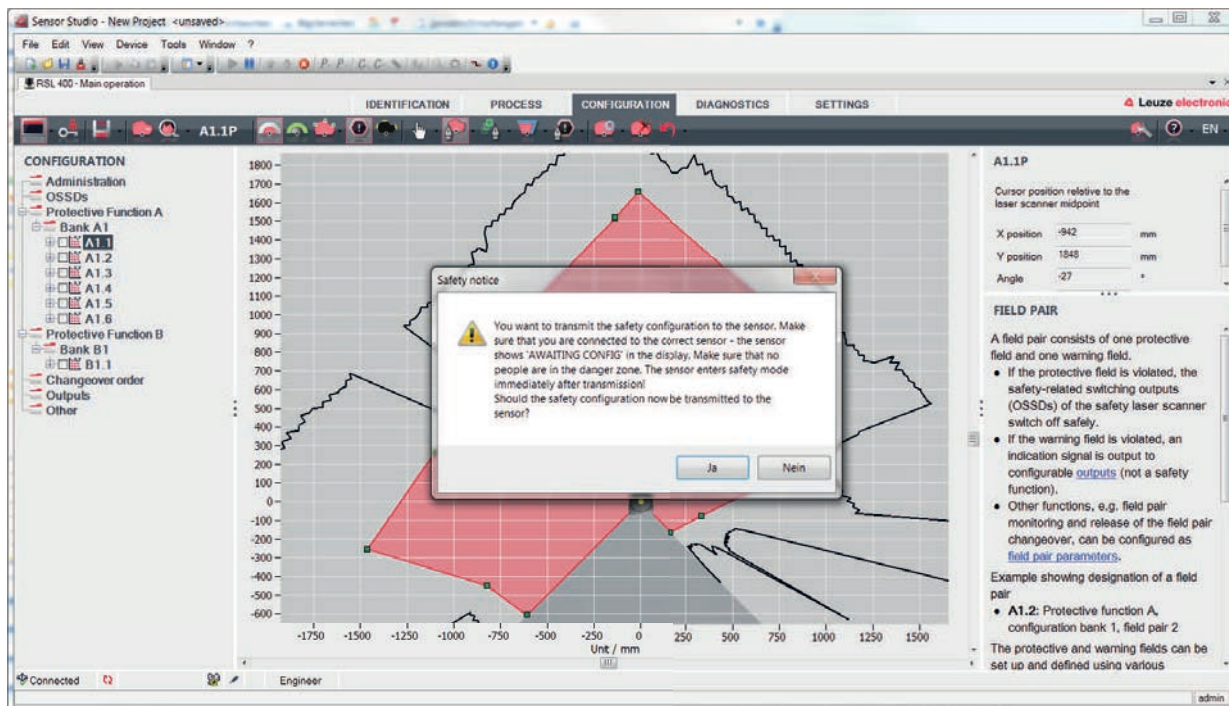 Sensor Studio - New Project <unsaved>
File Edit View Device Tools Window ?
RSL 400 - Main operation
IDENTIFICATION PROCESS CONFIGURATION DIAGNOSTICS SETTINGS
Leuze electronic
A1.1P
EN
CONFIGURATION
Administration
OSSDs
Protective Function A
Bank A1
A1.1
A1.2
A1.3
A1.4
A1.5
A1.6
Protective Function B
Bank B1
B1.1
Changeover order
Outputs
Other
1800
1700
1600
1500
1400
1300
1200
1100
1000
900
800
700
600
500
400
300
200
100
0
-100
-200
-300
-400
-500
-600
-1750 -1500 -1250 -1000 -750 -500 -250 0 250 500 750 1000 1250 1500
Unt / mm
Safety notice
You want to transmit the safety configuration to the sensor. Make
sure that you are connected to the correct sensor - the sensor
shows 'AWAITING CONFIG' in the display. Make sure that no
people are in the danger zone. The sensor enters safety mode
immediately after transmission!
Should the safety configuration now be transmitted to the
sensor?
Ja Nein
A1.1P
Cursor position relative to the
laser scanner midpoint
X position -942 mm
Y position 1848 mm
Angle -27 °
FIELD PAIR
A field pair consists of one protective
field and one warning field.
• If the protective field is violated, the
safety-related switching outputs
(OSSDs) of the safety laser scanner
switch off safely.
• If the warning field is violated, an
indication signal is output to
configurable outputs (not a safety
function).
• Other functions, e.g. field pair
monitoring and release of the field pair
changeover, can be configured as
field pair parameters.
Example showing designation of a field
pair
• A1.2: Protective function A,
configuration bank 1, field pair 2
The protective and warning fields can be
set up and defined using various
Connected
Engineer
admin